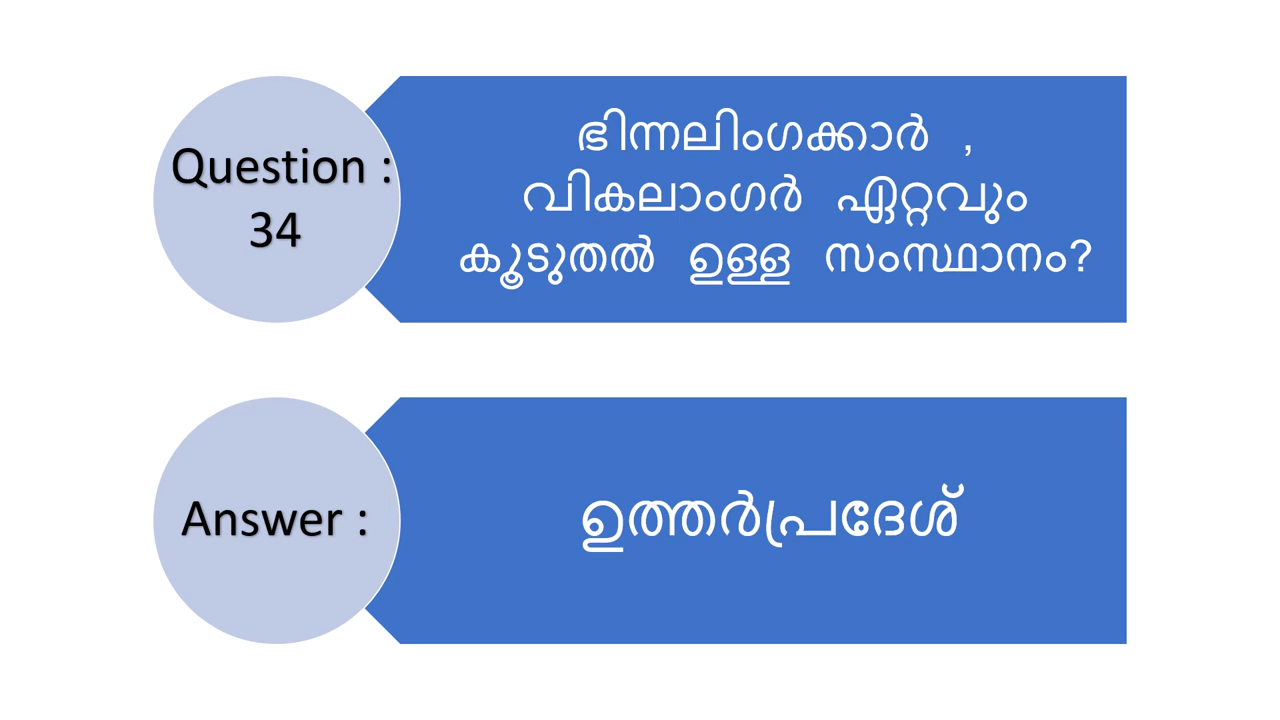 Question :
34
ഭിന്നലിംഗക്കാർ ,
വികലാംഗർ ഏറ്റവും
കൂടുതൽ ഉള്ള സംസ്ഥാനം?
Answer :
ഉത്തർപ്രദേശ്